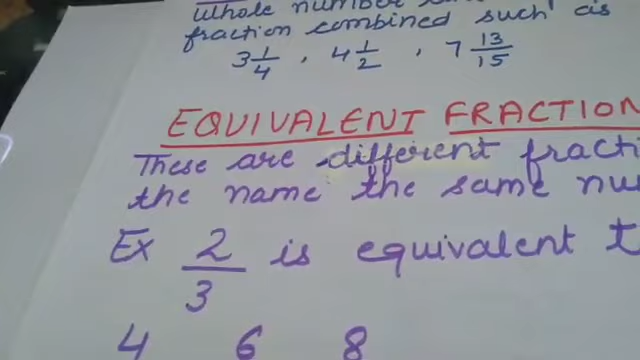 Whole number
fraction combined such as
3 1/4 , 4 1/2 , 7 13/15
EQUIVALENT FRACTION
These are different fracti
the name the same nu
Ex 2/3 is equivalent t
4 6 8